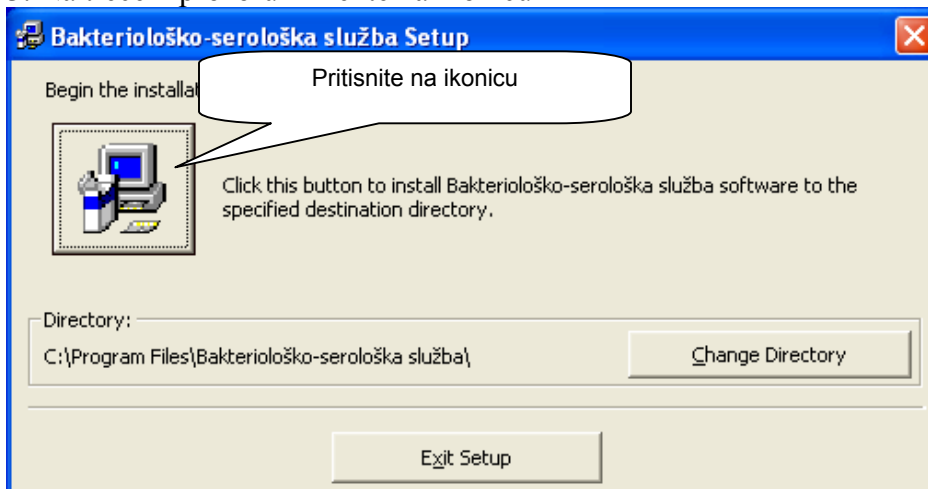 Bakteriološko-serološka služba Setup
Pritisnite na ikonicu
Begin the installat
Click this button to install Bakteriološko-serološka služba software to the
specified destination directory.
Directory:
C:\Program Files\Bakteriološko-serološka služba\
Change Directory
Exit Setup